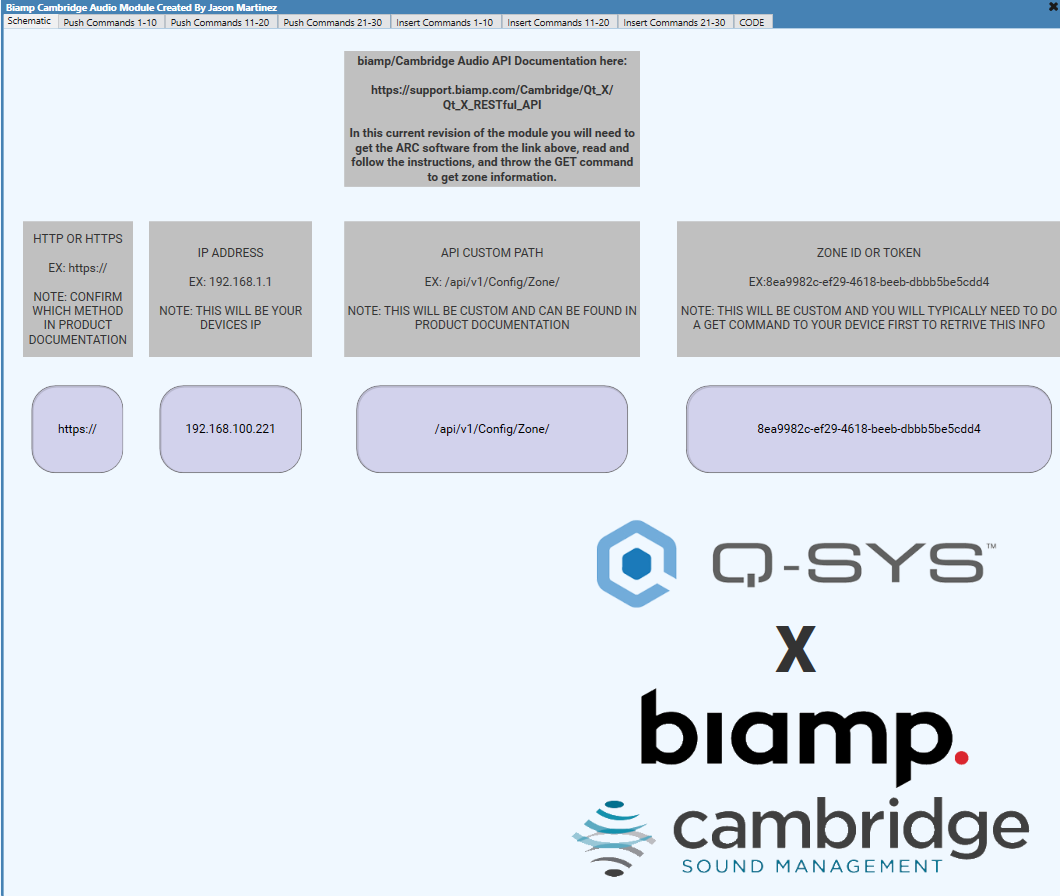 Biamp Cambridge Audio Module Created By Jason Martinez
Schematic Push Commands 1-10 Push Commands 11-20 Push Commands 21-30 Insert Commands 1-10 Insert Commands 11-20 Insert Commands 21-30 CODE
biamp/Cambridge Audio API Documentation here:
https://support.biamp.com/Cambridge/Qt_X/
Qt_X_RESTful_API
In this current revision of the module you will need to
get the ARC software from the link above, read and
follow the instructions, and throw the GET command
to get zone information.
HTTP OR HTTPS
EX: https://
NOTE: CONFIRM
WHICH METHOD
IN PRODUCT
DOCUMENTATION
IP ADDRESS
EX: 192.168.1.1
NOTE: THIS WILL BE YOUR
DEVICES IP
API CUSTOM PATH
EX: /api/v1/Config/Zone/
NOTE: THIS WILL BE CUSTOM AND CAN BE FOUND IN
PRODUCT DOCUMENTATION
ZONE ID OR TOKEN
EX:8ea9982c-ef29-4618-beeb-dbbb5be5cdd4
NOTE: THIS WILL BE CUSTOM AND YOU WILL TYPICALLY NEED TO DO
A GET COMMAND TO YOUR DEVICE FIRST TO RETRIVE THIS INFO
https://
192.168.100.221
/api/v1/Config/Zone/
8ea9982c-ef29-4618-beeb-dbbb5be5cdd4
Q-SYS™
X
biamp.
cambridge
SOUND MANAGEMENT